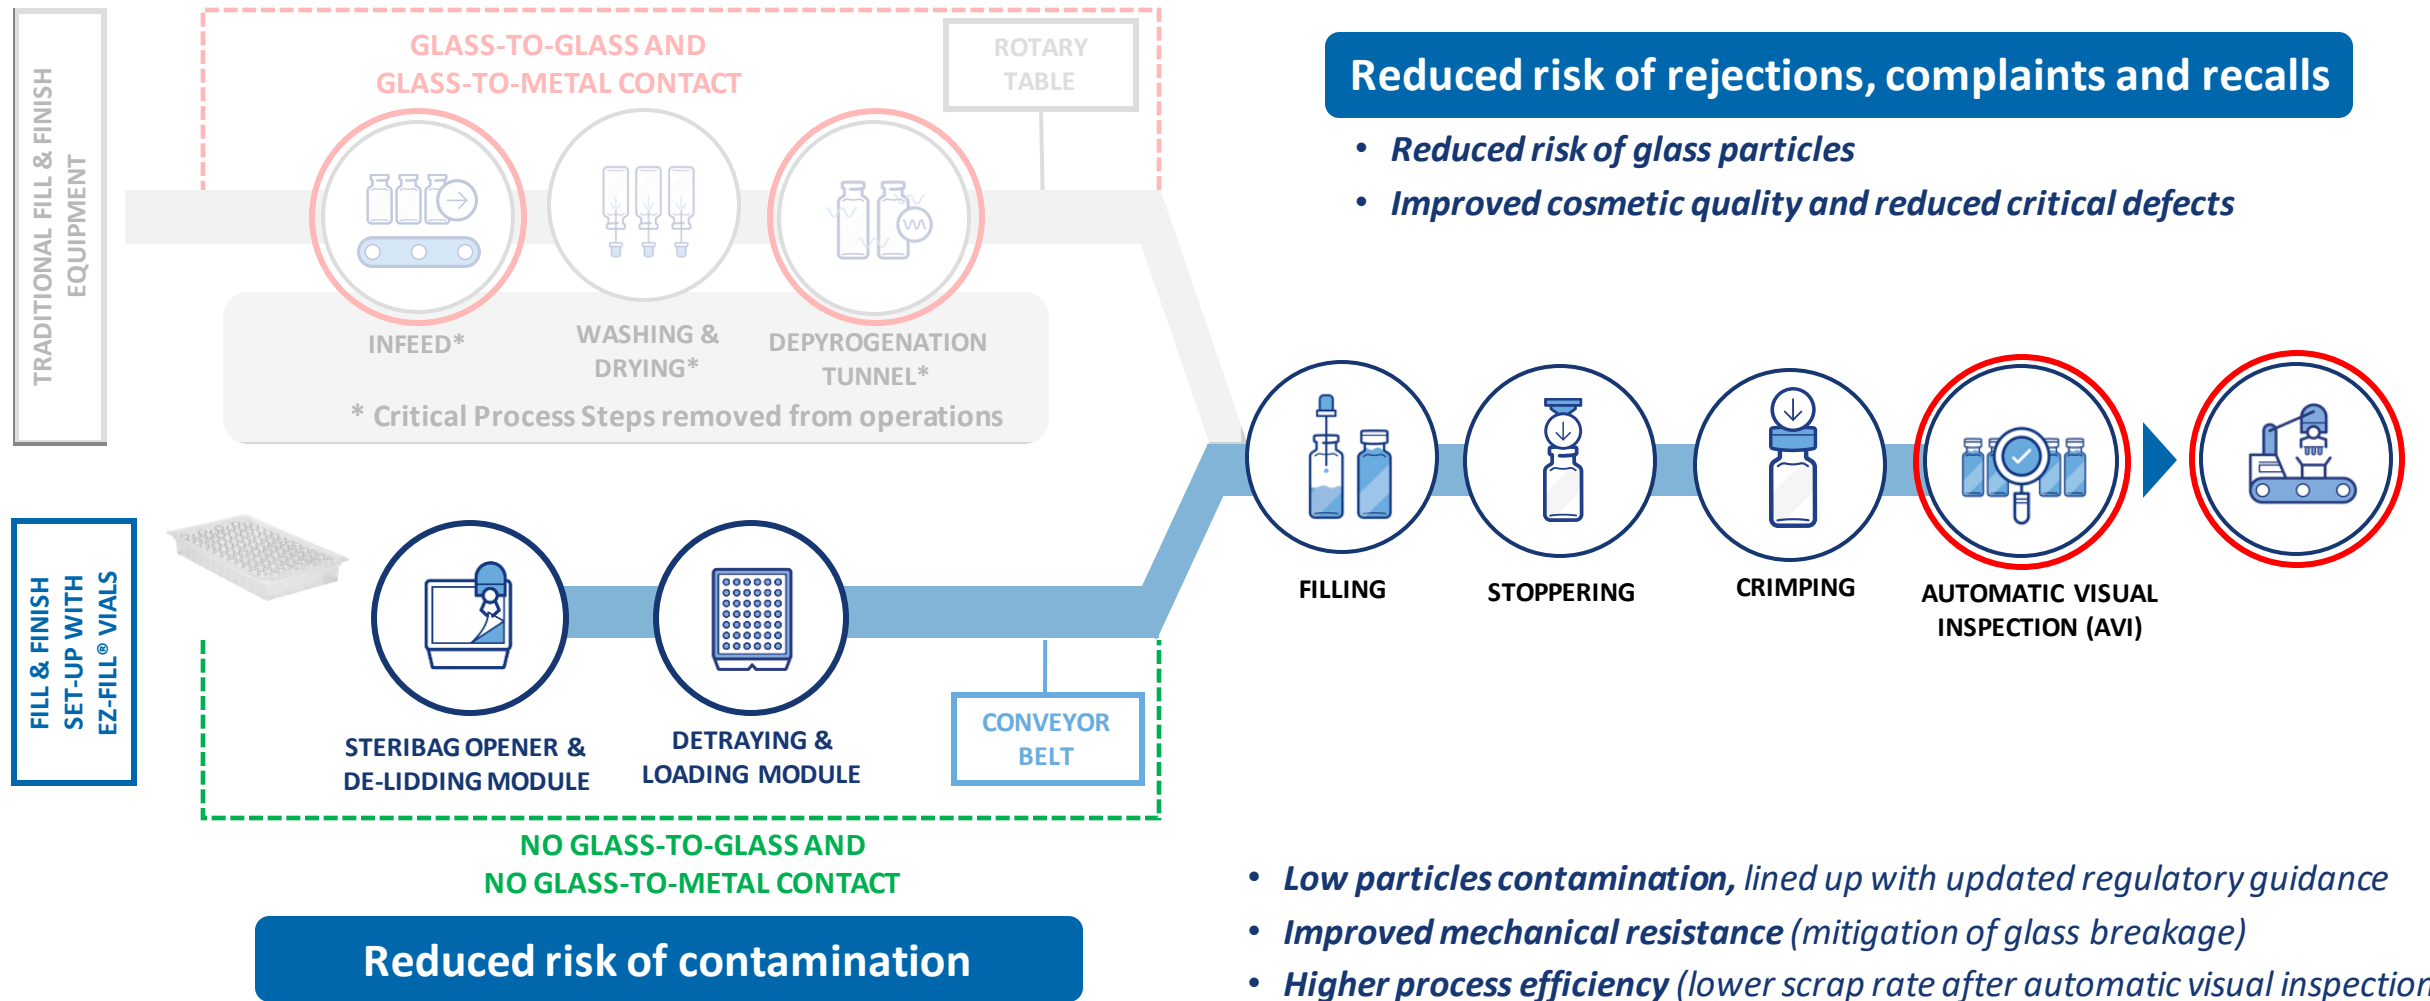 TRADITIONAL FILL & FINISH
EQUIPMENT
GLASS-TO-GLASS AND
GLASS-TO-METAL CONTACT
ROTARY
TABLE
INFEED*
WASHING &
DRYING*
DEPYROGENATION
TUNNEL*
* Critical Process Steps removed from operations
Reduced risk of rejections, complaints and recalls
• Reduced risk of glass particles
• Improved cosmetic quality and reduced critical defects
FILLING
STOPPERING
CRIMPING
AUTOMATIC VISUAL
INSPECTION (AVI)
FILL & FINISH
SET-UP WITH
EZ-FILL® VIALS
STERIBAG OPENER &
DE-LIDDING MODULE
DETRAYING &
LOADING MODULE
CONVEYOR
BELT
NO GLASS-TO-GLASS AND
NO GLASS-TO-METAL CONTACT
Reduced risk of contamination
• Low particles contamination, lined up with updated regulatory guidance
• Improved mechanical resistance (mitigation of glass breakage)
• Higher process efficiency (lower scrap rate after automatic visual inspection